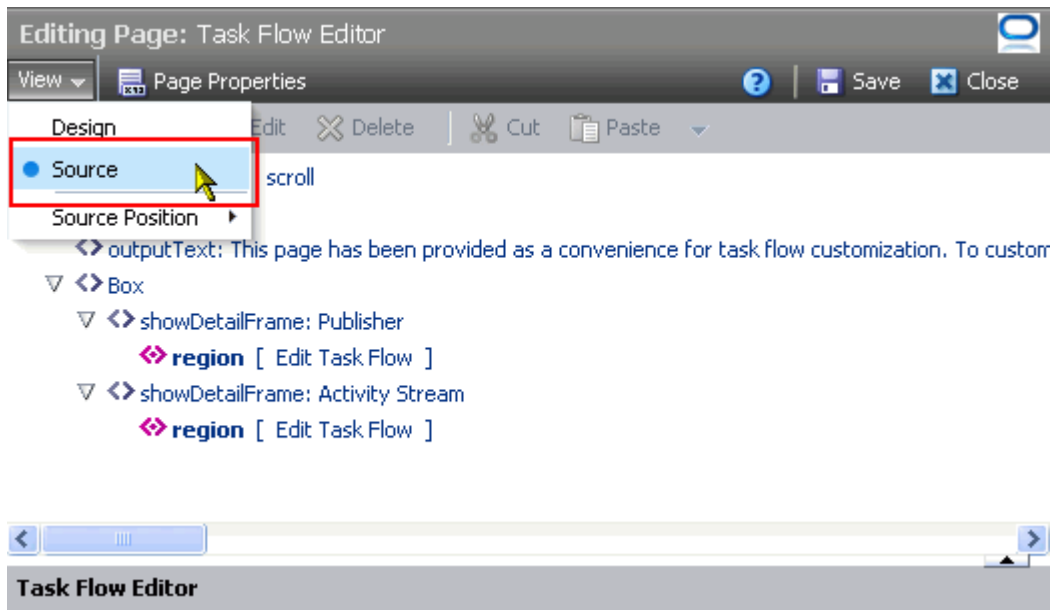 Editing Page: Task Flow Editor
View Page Properties Save Close
Design Edit Delete Cut Paste
Source scroll
Source Position
outputText: This page has been provided as a convenience for task flow customization. To custom
Box
showDetailFrame: Publisher
region [ Edit Task Flow ]
showDetailFrame: Activity Stream
region [ Edit Task Flow ]
Task Flow Editor